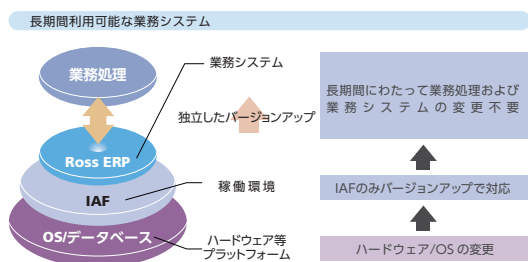 長期間利用可能な業務システム
業務処理
業務システム
独立したバージョンアップ
長期間にわたって業務処理および
業務システムの変更不要
Ross ERP
IAF
稼働環境
IAFのみバージョンアップで対応
OS/データベース
ハードウェア等
プラットフォーム
ハードウェア/OSの変更